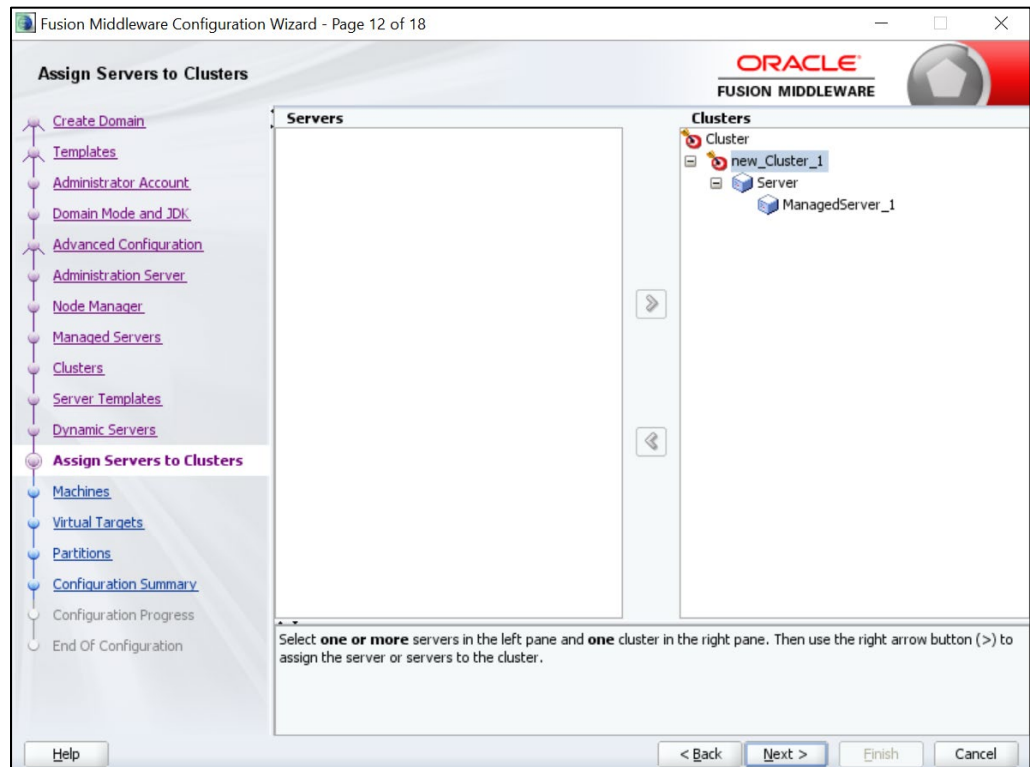 Fusion Middleware Configuration Wizard - Page 12 of 18
Assign Servers to Clusters
ORACLE
FUSION MIDDLEWARE
Create Domain
Templates
Administrator Account
Domain Mode and JDK
Advanced Configuration
Administration Server
Node Manager
Managed Servers
Clusters
Server Templates
Dynamic Servers
Assign Servers to Clusters
Machines
Virtual Targets
Partitions
Configuration Summary
Configuration Progress
End Of Configuration
Servers
Clusters
Cluster
new_Cluster_1
Server
ManagedServer_1
Select one or more servers in the left pane and one cluster in the right pane. Then use the right arrow button (>) to
assign the server or servers to the cluster.
Help
< Back
Next >
Finish
Cancel